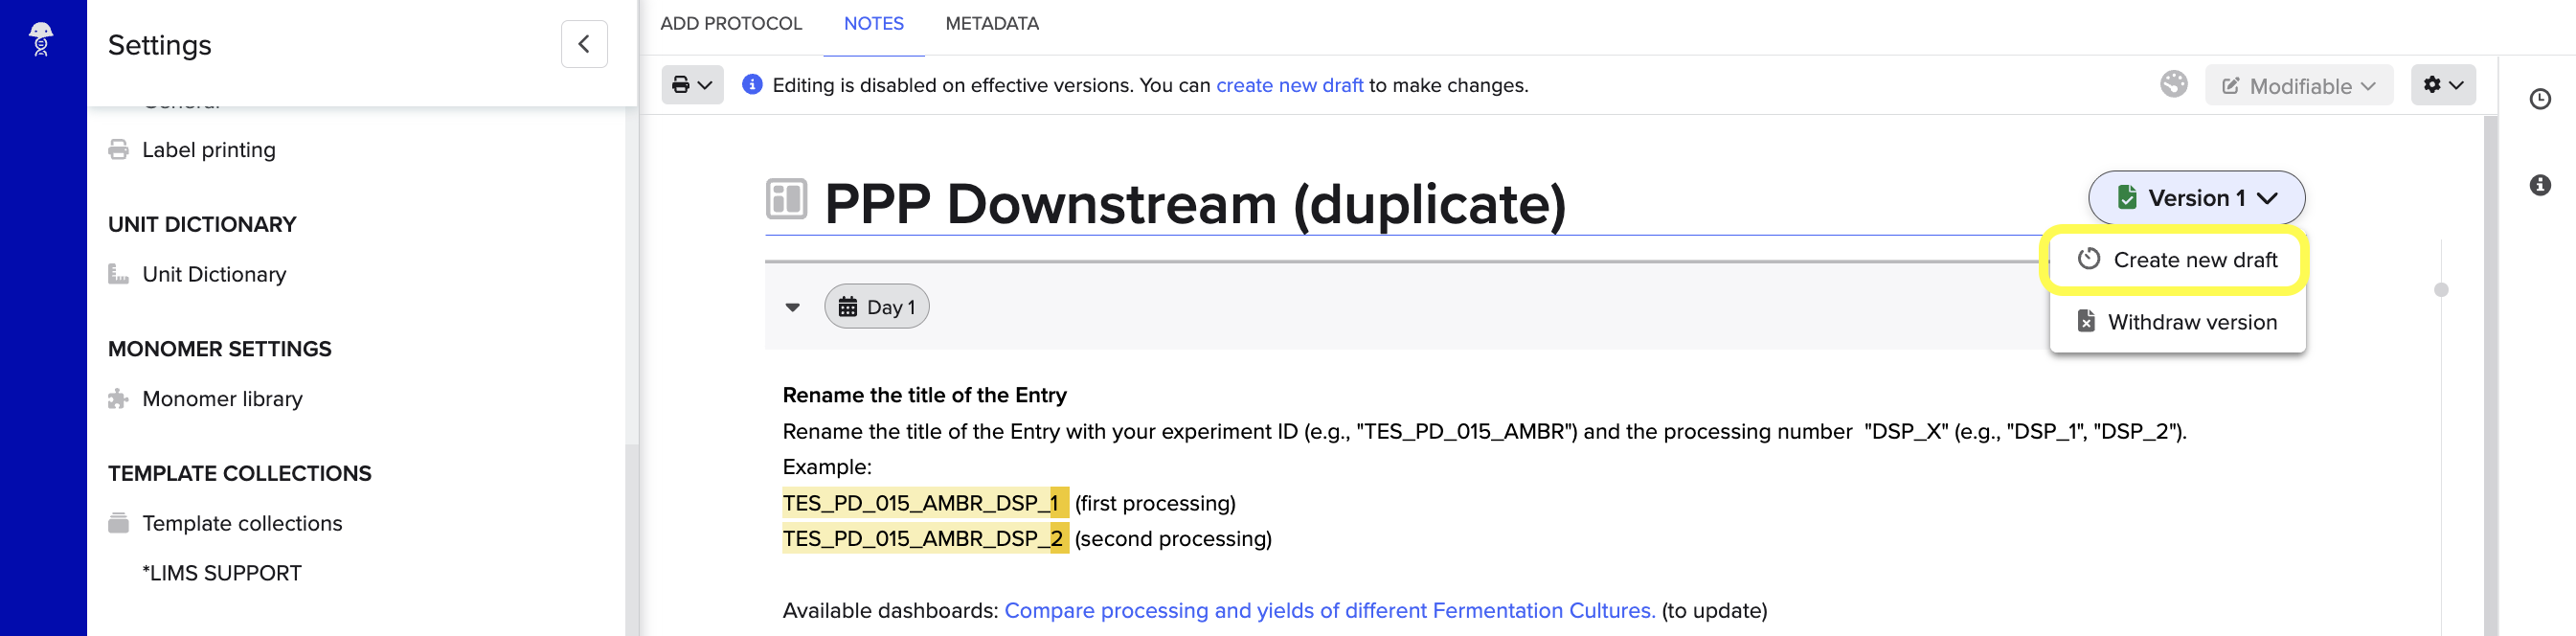 Settings
ADD PROTOCOL NOTES METADATA
Editing is disabled on effective versions. You can create new draft to make changes.
Modifiable
General
Label printing
UNIT DICTIONARY
Unit Dictionary
MONOMER SETTINGS
Monomer library
TEMPLATE COLLECTIONS
Template collections
*LIMS SUPPORT
PPP Downstream (duplicate)
Version 1
Create new draft
Withdraw version
Day 1
Rename the title of the Entry
Rename the title of the Entry with your experiment ID (e.g., "TES_PD_015_AMBR") and the processing number "DSP_X" (e.g., "DSP_1", "DSP_2").
Example:
TES_PD_015_AMBR_DSP_1 (first processing)
TES_PD_015_AMBR_DSP_2 (second processing)
Available dashboards: Compare processing and yields of different Fermentation Cultures. (to update)